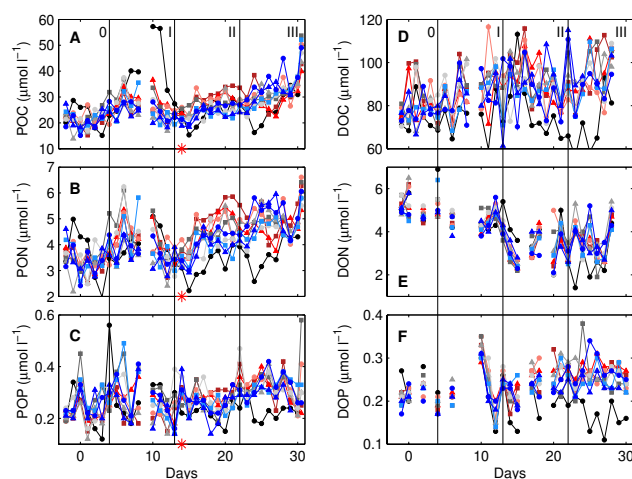 A
0
I
II
III
60
50
40
30
20
10
POC (µmol l⁻¹)
B
7
6
5
4
3
2
PON (µmol l⁻¹)
C
0.6
0.4
0.2
POP (µmol l⁻¹)
0
10
20
30
Days
D
0
I
II
III
120
100
80
60
DOC (µmol l⁻¹)
E
6
4
2
DON (µmol l⁻¹)
F
0.4
0.3
0.2
0.1
DOP (µmol l⁻¹)
0
10
20
30
Days